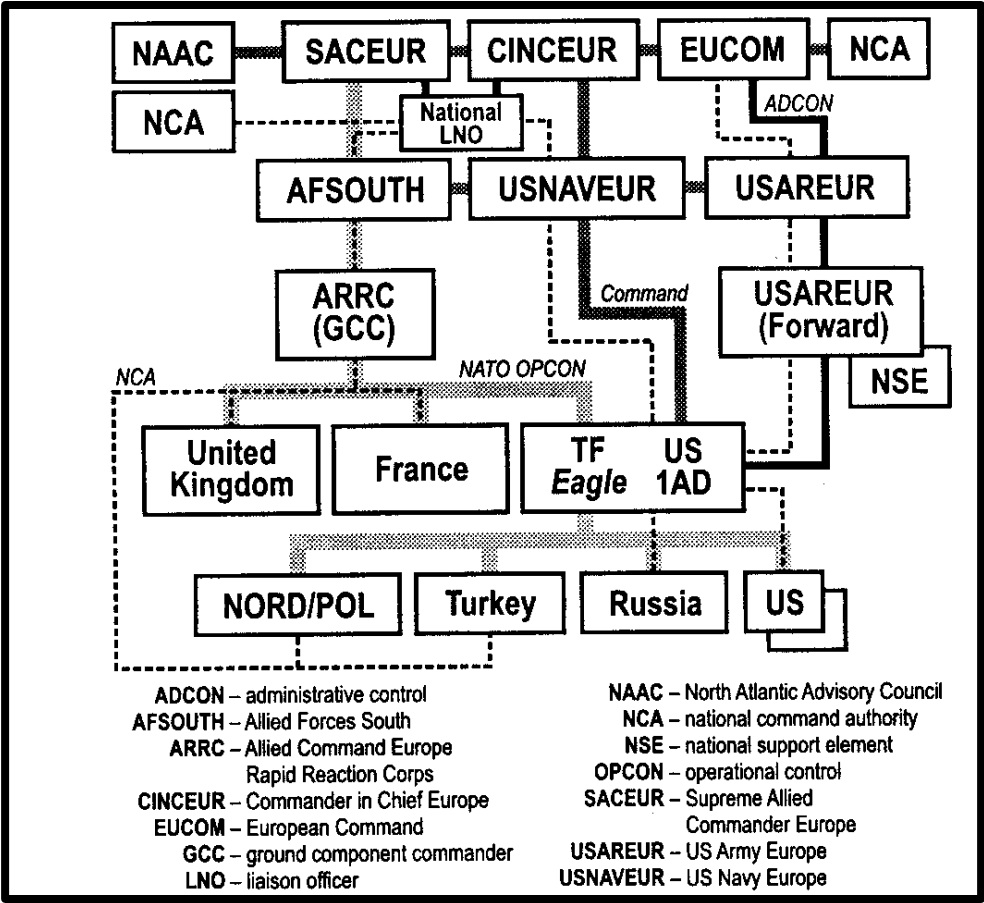 NAAC SACEUR CINCEUR EUCOM NCA
NCA
National
LNO
ADCON
AFSOUTH USNAVEUR USAREUR
ARRC
(GCC)
Command
USAREUR
(Forward)
NSE
NCA
NATO OPCON
United
Kingdom
France
TF US
Eagle 1AD
NORD/POL Turkey Russia US
ADCON – administrative control
AFSOUTH – Allied Forces South
ARRC – Allied Command Europe
Rapid Reaction Corps
CINCEUR – Commander in Chief Europe
EUCOM – European Command
GCC – ground component commander
LNO – liaison officer
NAAC – North Atlantic Advisory Council
NCA – national command authority
NSE – national support element
OPCON – operational control
SACEUR – Supreme Allied
Commander Europe
USAREUR – US Army Europe
USNAVEUR – US Navy Europe